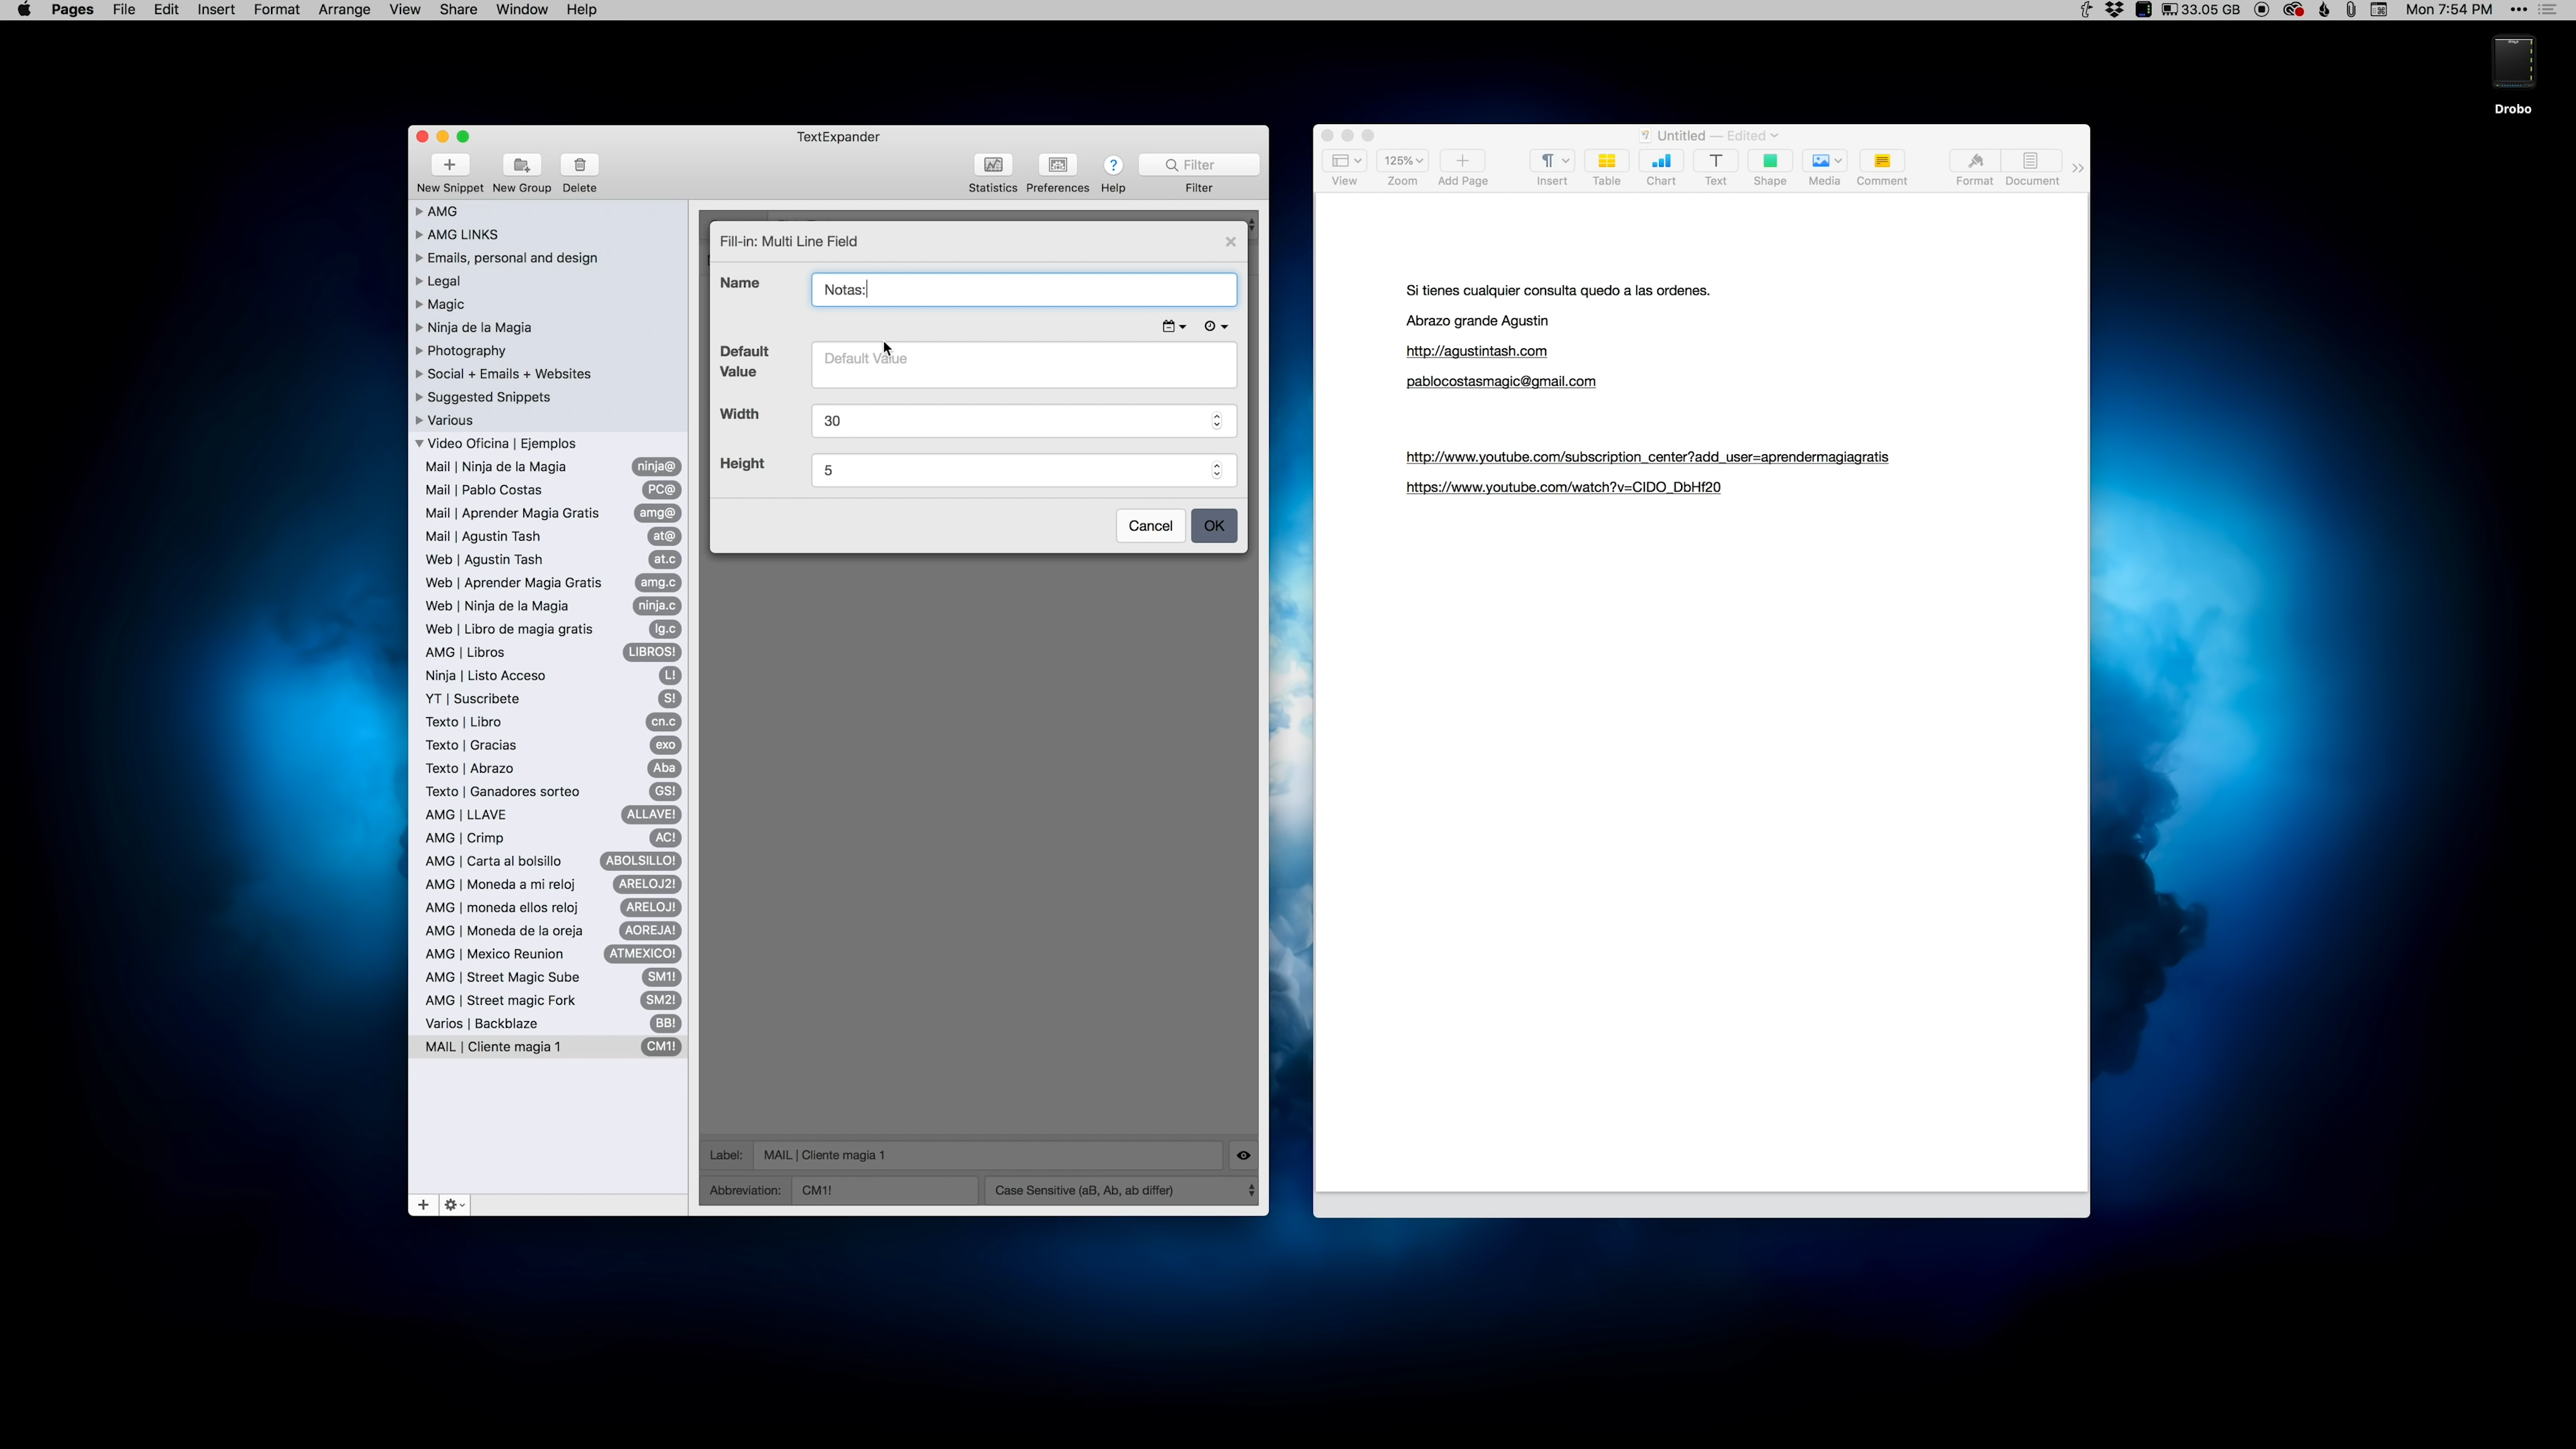 Pages File Edit Insert Format Arrange View Share Window Help
33.05 GB Mon 7:54 PM
Drobo
TextExpander
New Snippet New Group Delete
Statistics Preferences Help
Filter
Filter
AMG
AMG LINKS
Emails, personal and design
Legal
Magic
Ninja de la Magia
Photography
Social + Emails + Websites
Suggested Snippets
Various
Video Oficina | Ejemplos
Mail | Ninja de la Magia ninja@
Mail | Pablo Costas PC@
Mail | Aprender Magia Gratis amg@
Mail | Agustin Tash at@
Web | Agustin Tash at.c
Web | Aprender Magia Gratis amg.c
Web | Ninja de la Magia ninja.c
Web | Libro de magia gratis lg.c
AMG | Libros LIBROS!
Ninja | Listo Acceso L!
YT | Suscribete S!
Texto | Libro cn.c
Texto | Gracias exo
Texto | Abrazo Aba
Texto | Ganadores sorteo GS!
AMG | LLAVE ALLAVE!
AMG | Crimp AC!
AMG | Carta al bolsillo ABOLSILLO!
AMG | Moneda a mi reloj ARELOJ2!
AMG | moneda ellos reloj ARELOJ!
AMG | Moneda de la oreja AOREJA!
AMG | Mexico Reunion ATMEXICO!
AMG | Street Magic Sube SM1!
AMG | Street magic Fork SM2!
Varios | Backblaze BB!
MAIL | Cliente magia 1 CM1!
Fill-in: Multi Line Field
Name Notas:
Default Value Default Value
Width 30
Height 5
Cancel OK
Label: MAIL | Cliente magia 1
Abbreviation: CM1! Case Sensitive (aB, Ab, ab differ)
Untitled — Edited
125%
View Zoom Add Page Insert Table Chart Text Shape Media Comment Format Document
Si tienes cualquier consulta quedo a las ordenes.
Abrazo grande Agustin
http://agustintash.com
pablocostasmagic@gmail.com
http://www.youtube.com/subscription_center?add_user=aprendermagiagratis
https://www.youtube.com/watch?v=CIDO_DbHf20